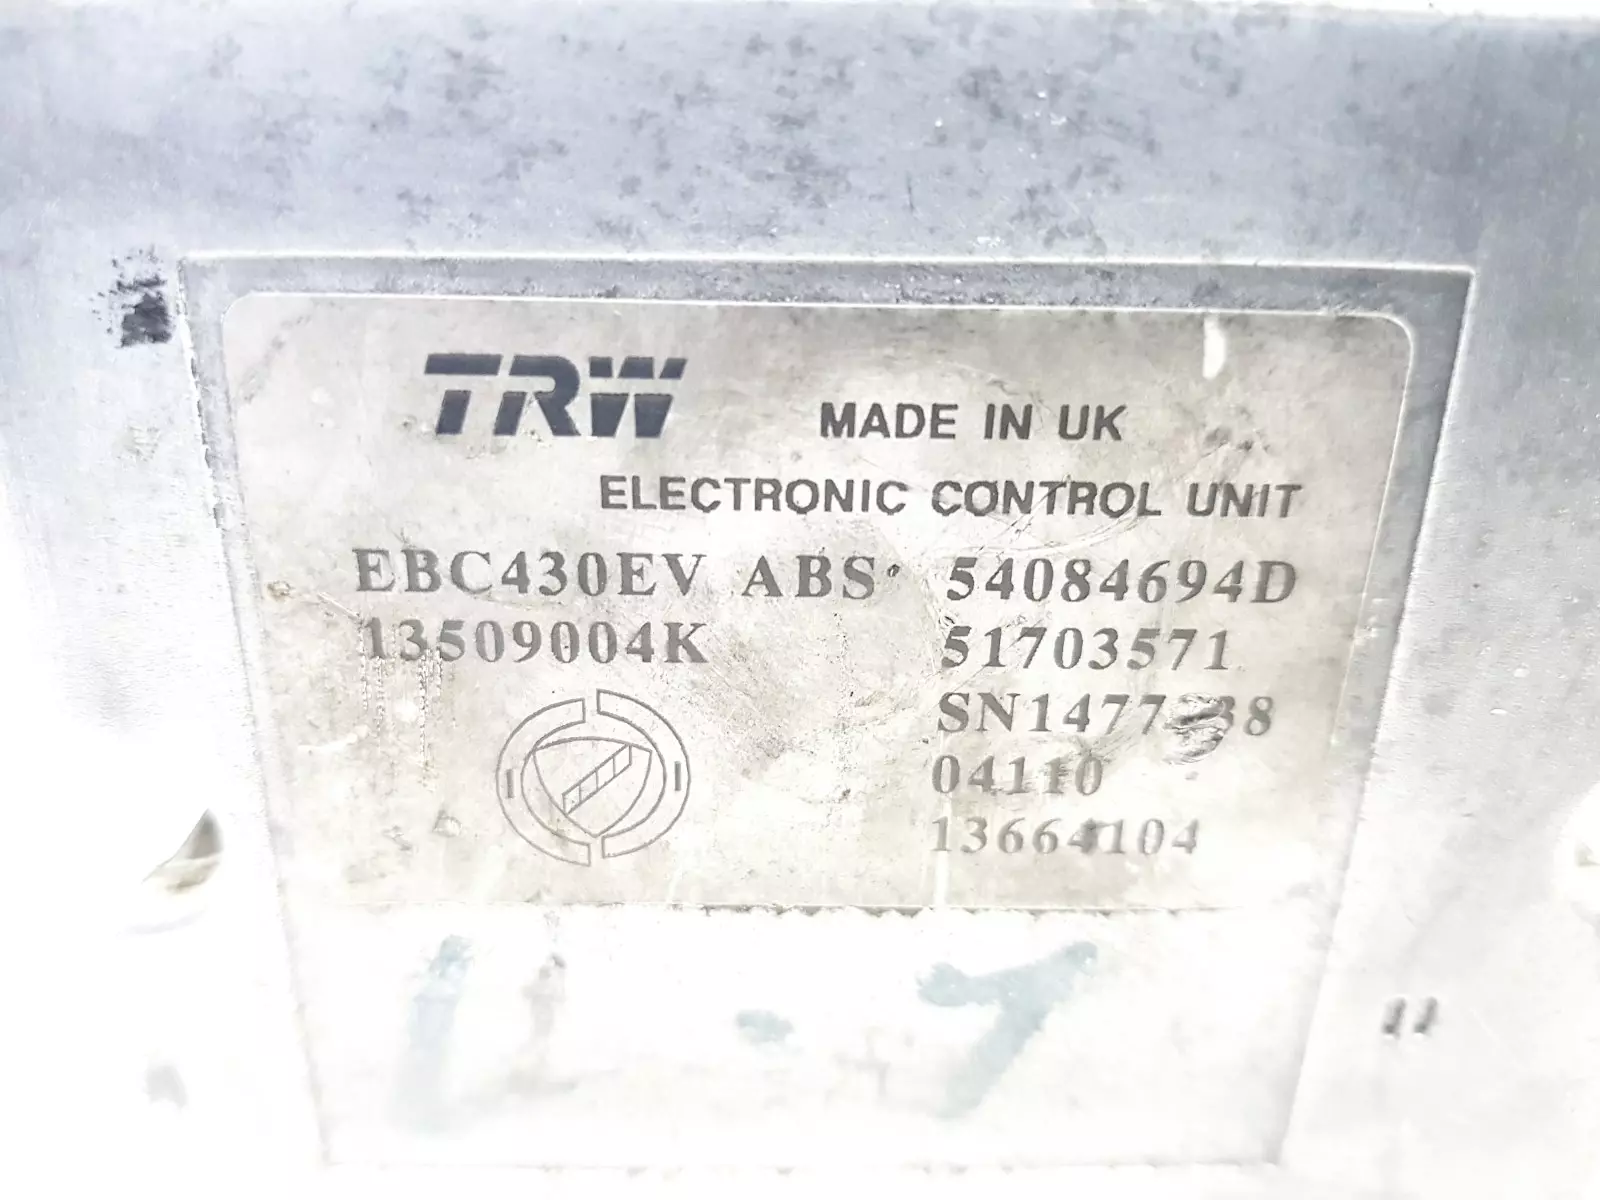 TRW
MADE IN UK
ELECTRONIC CONTROL UNIT
EBC430EV ABS 54084694D
13509004K 51703571
04110
13664104